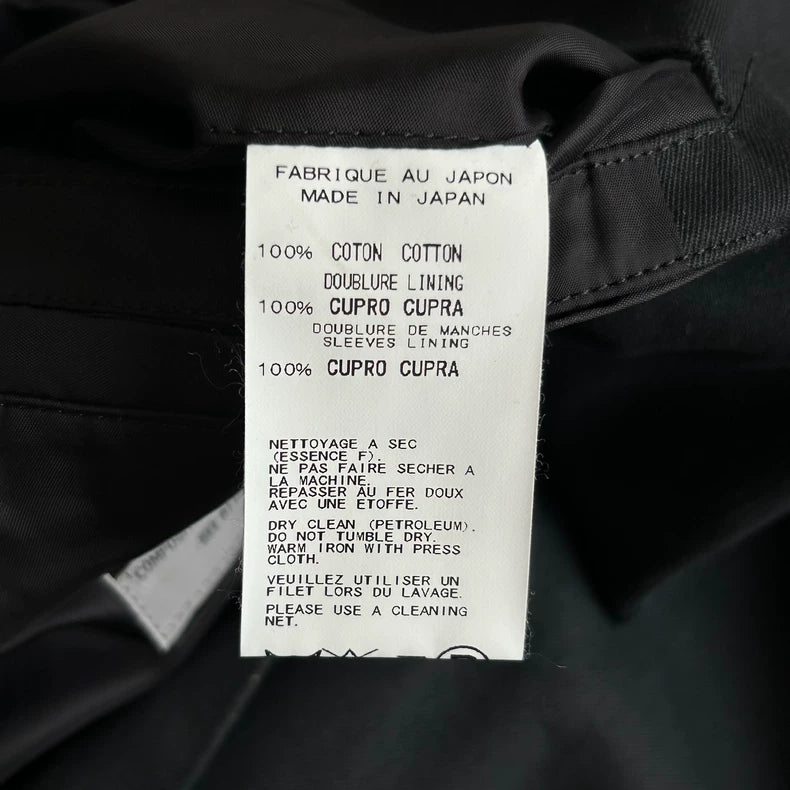 FABRIQUE AU JAPON
MADE IN JAPAN
100% COTON COTTON
DOUBLURE LINING
100% CUPRO CUPRA
DOUBLURE DE MANCHES
SLEEVES LINING
100% CUPRO CUPRA
NETTOYAGE A SEC
(ESSENCE F).
NE PAS FAIRE SECHER A
LA MACHINE.
REPASSER AU FER DOUX
AVEC UNE ETOFFE.
DRY CLEAN (PETROLEUM).
DO NOT TUMBLE DRY.
WARM IRON WITH PRESS
CLOTH.
VEUILLEZ UTILISER UN
FILET LORS DU LAVAGE.
PLEASE USE A CLEANING
NET.